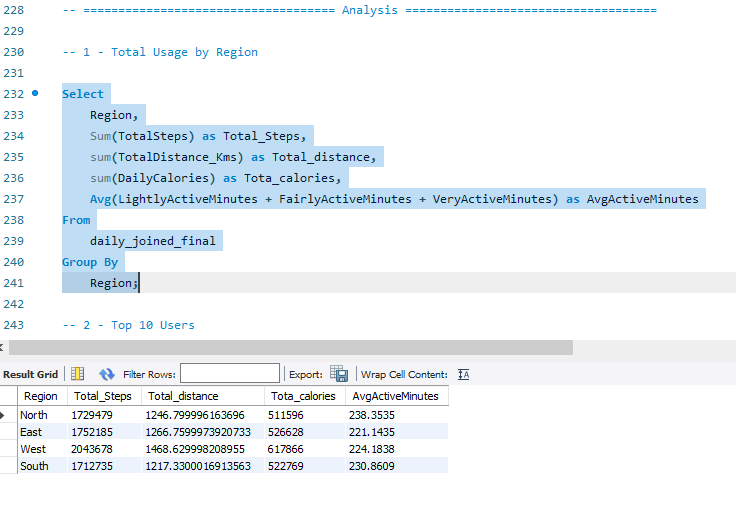 228 -- ==================================== Analysis ====================================
229
230 -- 1 - Total Usage by Region
231
232 Select
233 Region,
234 Sum(TotalSteps) as Total_Steps,
235 sum(TotalDistance_Kms) as Total_distance,
236 sum(DailyCalories) as Tota_calories,
237 Avg(LightlyActiveMinutes + FairlyActiveMinutes + VeryActiveMinutes) as AvgActiveMinutes
238 From
239 daily_joined_final
240 Group By
241 Region;
242
243 -- 2 - Top 10 Users
Result Grid Filter Rows: Export: Wrap Cell Content: IA
Region Total_Steps Total_distance Tota_calories AvgActiveMinutes
North 1729479 1246.799996163696 511596 238.3535
East 1752185 1266.7599973920733 526628 221.1435
West 2043678 1468.629998208955 617866 224.1838
South 1712735 1217.3300016913563 522769 230.8609